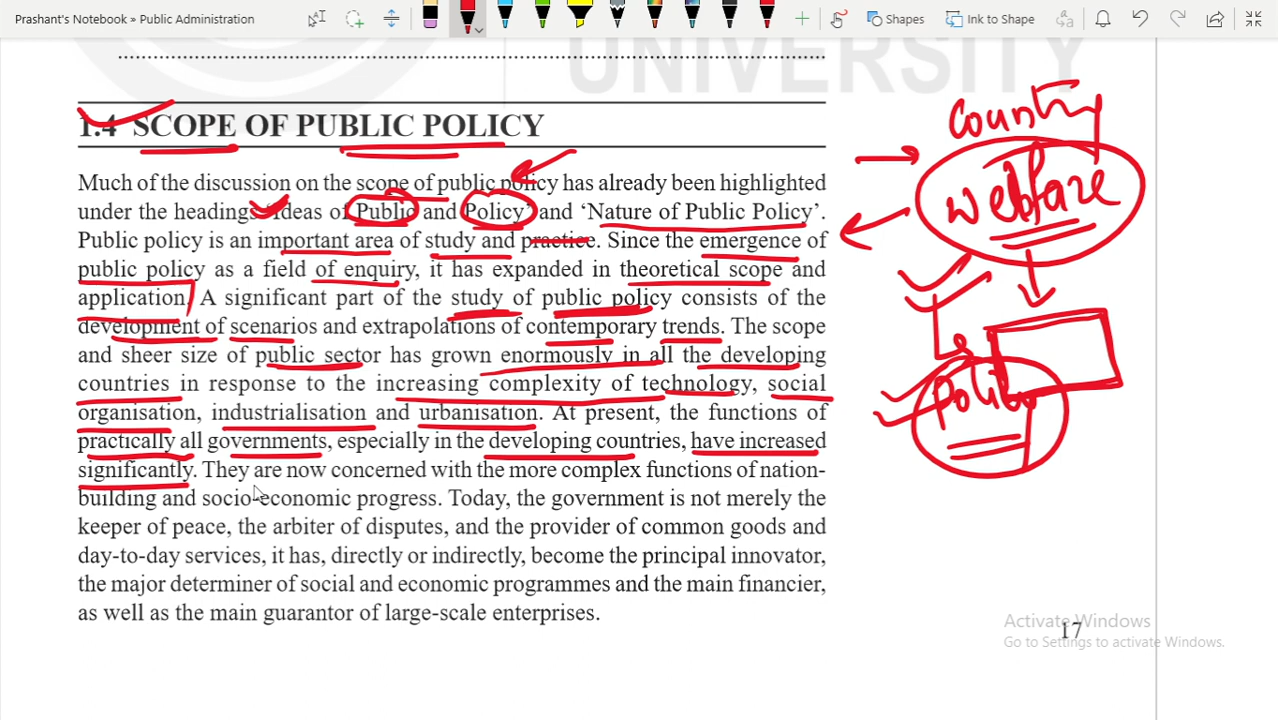 Prashant's Notebook » Public Administration
Shapes
Ink to Shape
UNIVERSITY
1.4 SCOPE OF PUBLIC POLICY
Much of the discussion on the scope of public policy has already been highlighted
under the headings 'Ideas of Public and Policy' and 'Nature of Public Policy'.
Public policy is an important area of study and practice. Since the emergence of
public policy as a field of enquiry, it has expanded in theoretical scope and
application. A significant part of the study of public policy consists of the
development of scenarios and extrapolations of contemporary trends. The scope
and sheer size of public sector has grown enormously in all the developing
countries in response to the increasing complexity of technology, social
organisation, industrialisation and urbanisation. At present, the functions of
practically all governments, especially in the developing countries, have increased
significantly. They are now concerned with the more complex functions of nation-
building and socio-economic progress. Today, the government is not merely the
keeper of peace, the arbiter of disputes, and the provider of common goods and
day-to-day services, it has, directly or indirectly, become the principal innovator,
the major determiner of social and economic programmes and the main financier,
as well as the main guarantor of large-scale enterprises.
Country
Welfare
Activate Windows
17
Go to Settings to activate Windows.